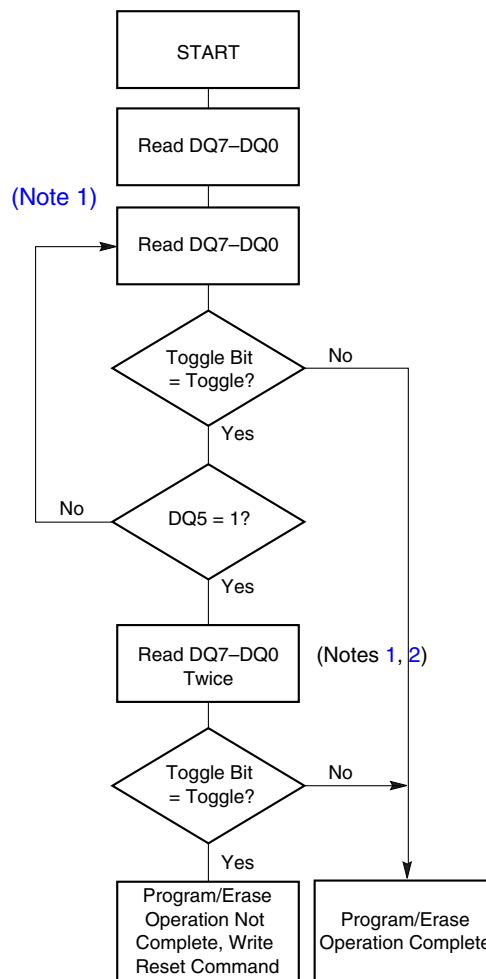 START
Read DQ7–DQ0
(Note 1)
Read DQ7–DQ0
Toggle Bit
= Toggle?
No
Yes
No
DQ5 = 1?
Yes
Read DQ7–DQ0
Twice
(Notes 1, 2)
Toggle Bit
= Toggle?
No
Yes
Program/Erase
Operation Not
Complete, Write
Reset Command
Program/Erase
Operation Complete